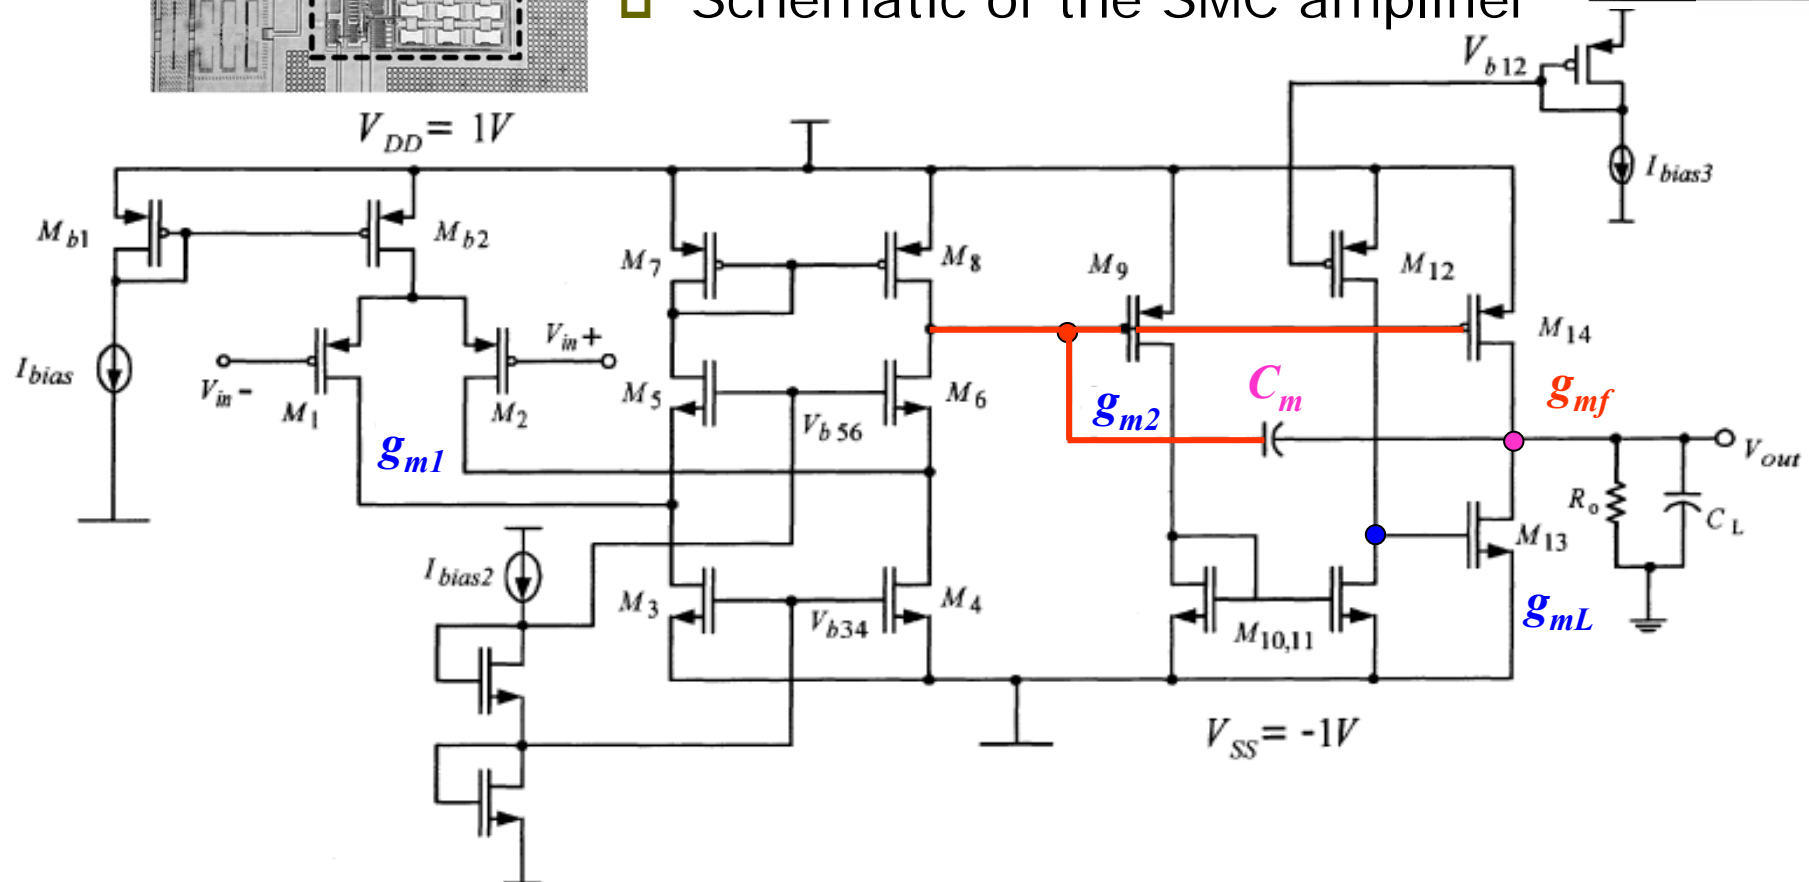 Schematic of the SMC amplifier
V_b12
V_DD = 1V
I_bias3
M_b1
M_b2
M_7
M_8
M_9
M_12
M_14
V_in+
I_bias
V_in-
M_1
M_2
M_5
M_6
V_b56
g_m1
g_m2
C_m
g_mf
V_out
R_o
C_L
I_bias2
M_3
M_4
V_b34
M_10,11
M_13
g_mL
V_SS = -1V